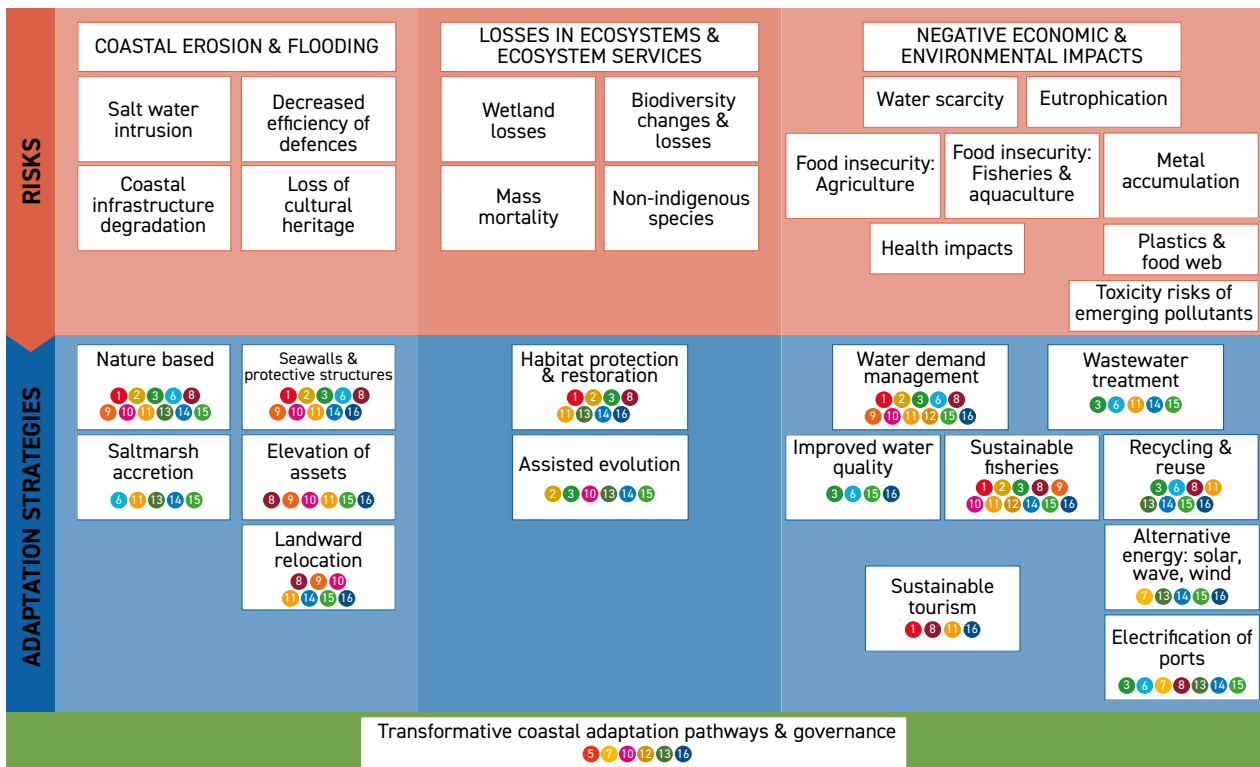 RISKS
COASTAL EROSION & FLOODING
Salt water
intrusion
Decreased
efficiency of
defences
Coastal
infrastructure
degradation
Loss of
cultural
heritage
LOSSES IN ECOSYSTEMS &
ECOSYSTEM SERVICES
Wetland
losses
Biodiversity
changes &
losses
Mass
mortality
Non-indigenous
species
NEGATIVE ECONOMIC &
ENVIRONMENTAL IMPACTS
Water scarcity
Eutrophication
Food insecurity:
Agriculture
Food insecurity:
Fisheries &
aquaculture
Metal
accumulation
Health impacts
Plastics &
food web
Toxicity risks of
emerging pollutants
ADAPTATION STRATEGIES
Nature based
1 2 3 6 8
9 10 11 13 14 15
Seawalls &
protective structures
1 2 3 6 8
9 10 11 14 16
Saltmarsh
accretion
6 11 13 14 15
Elevation of
assets
8 9 10 11 15 16
Landward
relocation
8 9 10
11 14 15 16
Habitat protection
& restoration
1 2 3 8
11 13 14 16
Assisted evolution
2 3 10 13 14 15
Water demand
management
1 2 3 6 8
9 10 11 12 15 16
Wastewater
treatment
3 6 11 14 15
Improved water
quality
3 6 15 16
Sustainable
fisheries
1 2 3 8 9
10 11 12 14 15 16
Recycling &
reuse
3 6 8 11
13 14 15 16
Alternative
energy: solar,
wave, wind
7 13 14 15 16
Sustainable
tourism
1 8 11 16
Electrification of
ports
3 6 7 8 13 14 15
Transformative coastal adaptation pathways & governance
5 7 10 12 13 16